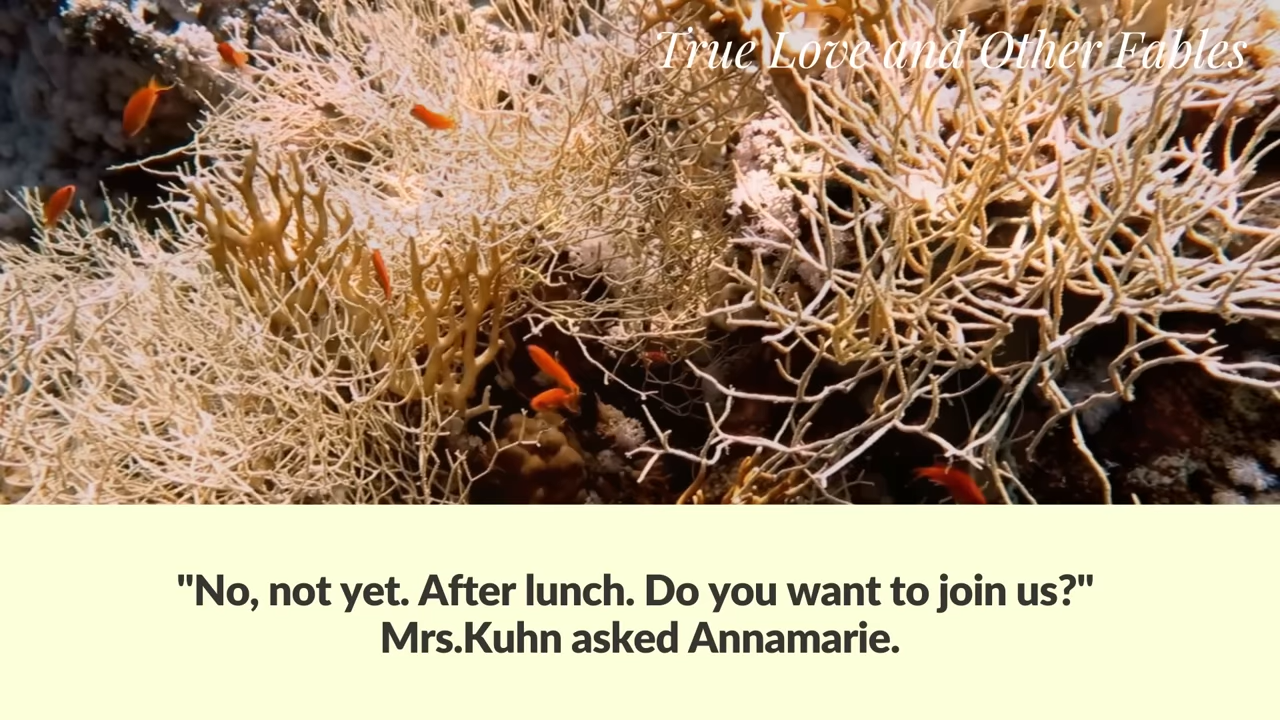 True Love and Other Fables
"No, not yet. After lunch. Do you want to join us?"
Mrs.Kuhn asked Annamarie.